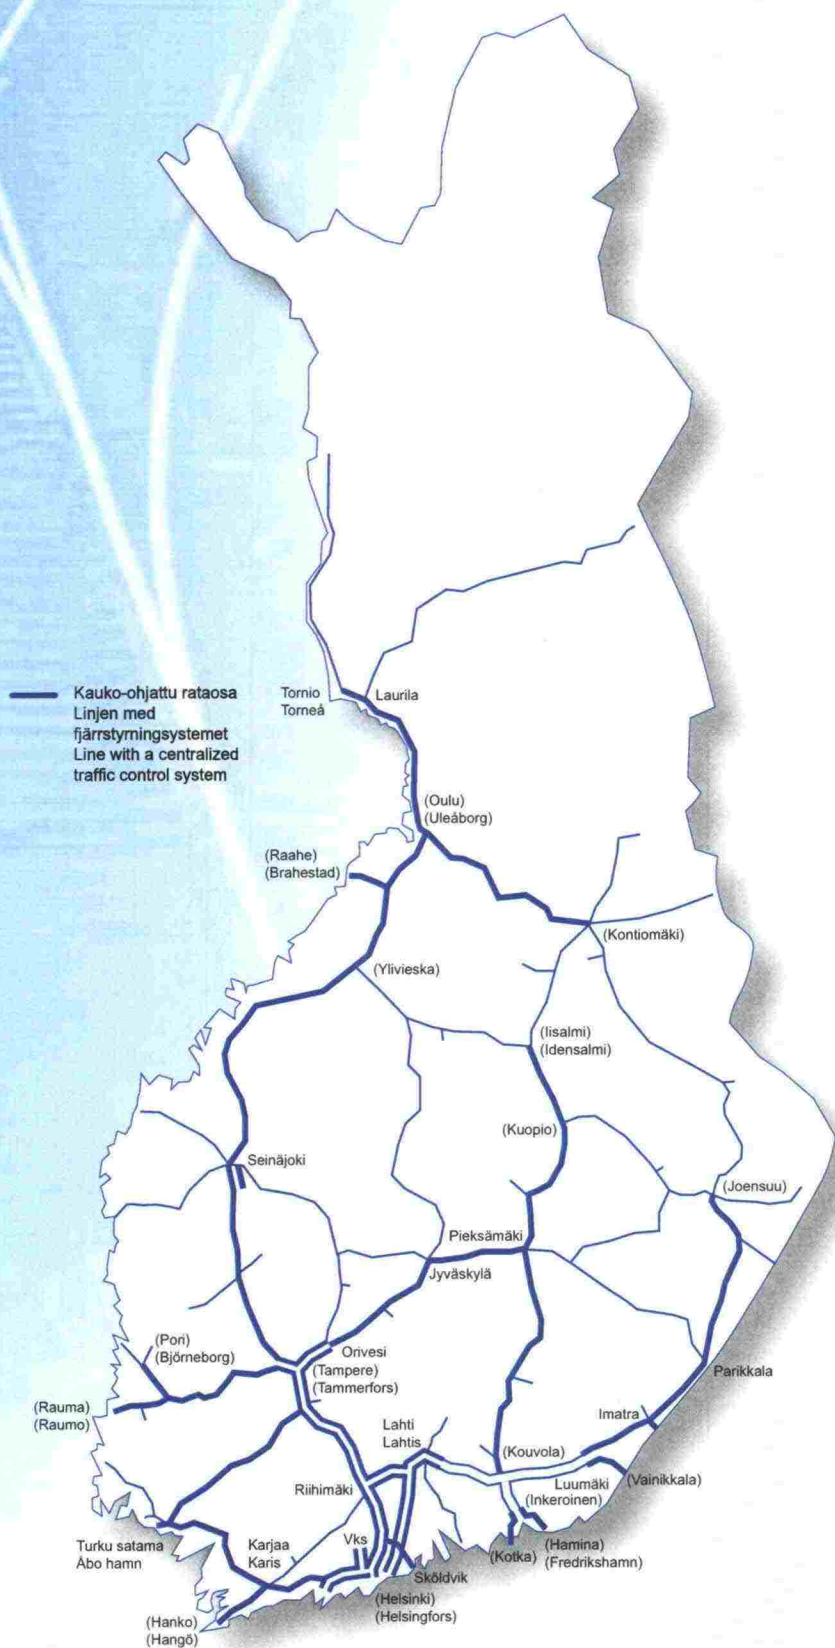 Kauko-ohjattu rataosa
Linjen med
fjärrstyrningsystemet
Line with a centralized
traffic control system
Tornio
Torneå
Laurila
(Oulu)
(Uleåborg)
(Raahe)
(Brahestad)
(Kontiomäki)
(Ylivieska)
(Iisalmi)
(Idensalmi)
(Kuopio)
Seinäjoki
(Joensuu)
Pieksämäki
Jyväskylä
(Pori)
(Björneborg)
Orivesi
(Tampere)
(Tammerfors)
Parikkala
(Rauma)
(Raumo)
Imatra
Lahti
Lahtis
(Kouvola)
Riihimäki
Luumäki
(Vainikkala)
(Inkeroinen)
Turku satama
Åbo hamn
Karjaa
Karis
Vks
(Kotka)
(Hamina)
(Fredrikshamn)
Sköldvik
(Helsinki)
(Helsingfors)
(Hanko)
(Hangö)